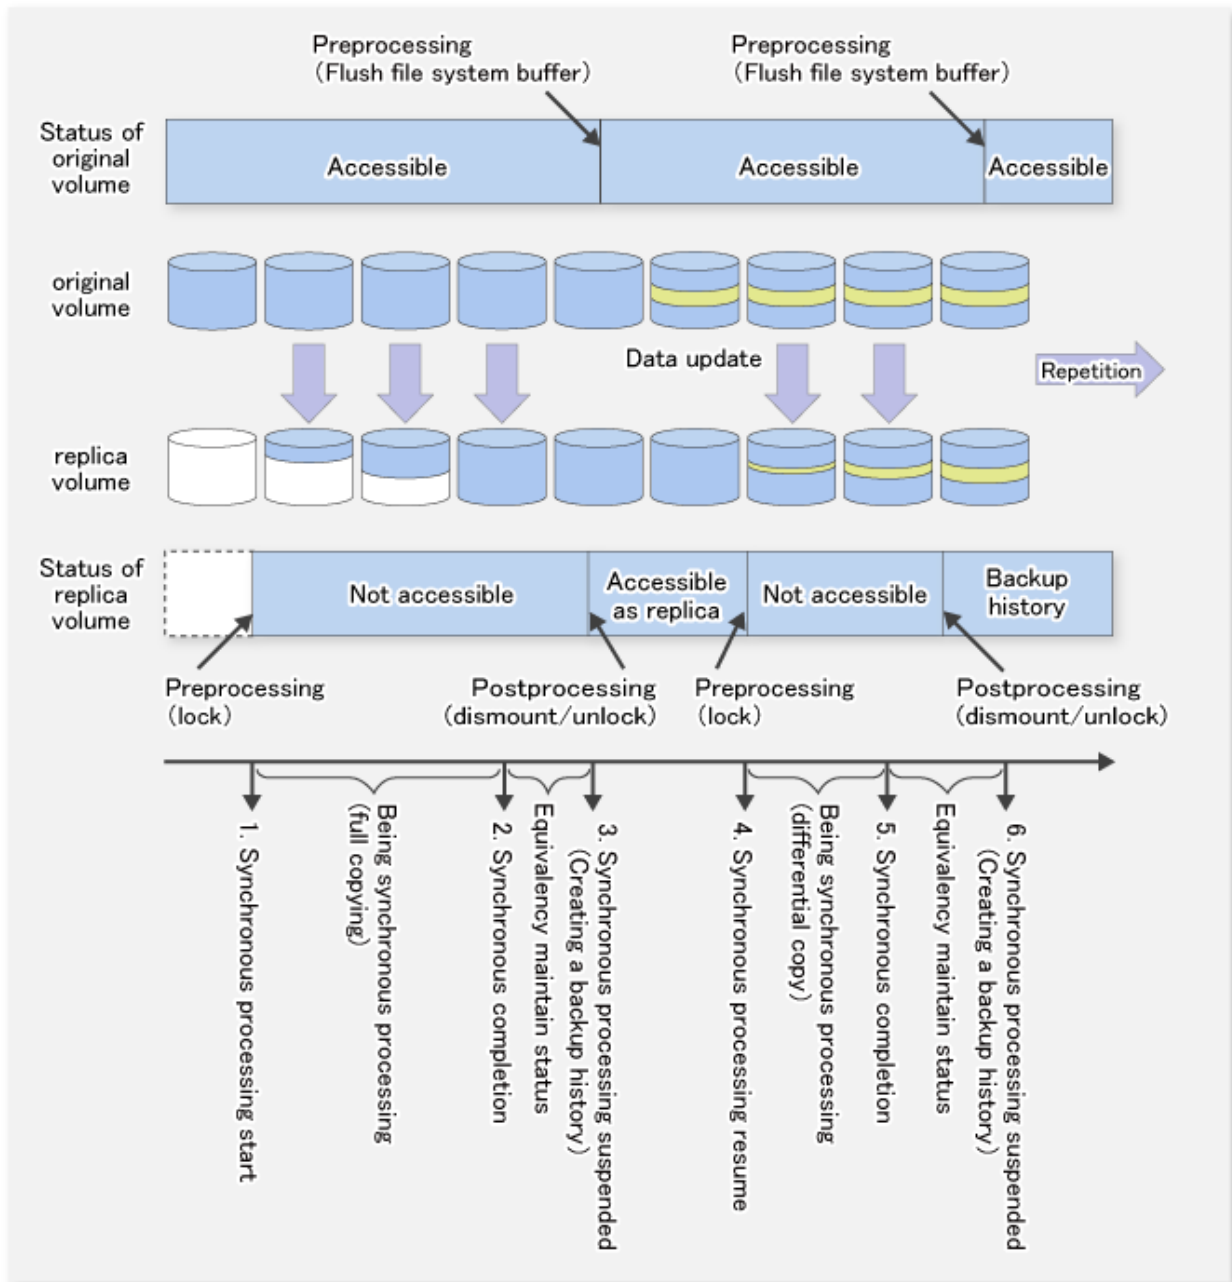 Preprocessing
(Flush file system buffer)
Preprocessing
(Flush file system buffer)
Status of
original
volume
Accessible
Accessible
Accessible
original
volume
Data update
Repetition
replica
volume
Status of
replica
volume
Not accessible
Accessible
as replica
Not accessible
Backup
history
Preprocessing
(lock)
Postprocessing
(dismount/unlock)
Preprocessing
(lock)
Postprocessing
(dismount/unlock)
1. Synchronous processing start
Being synchronous processing
(full copying)
2. Synchronous completion
Equivalency maintain status
3. Synchronous processing suspended
(Creating a backup history)
4. Synchronous processing resume
Being synchronous processing
(differential copy)
5. Synchronous completion
Equivalency maintain status
6. Synchronous processing suspended
(Creating a backup history)